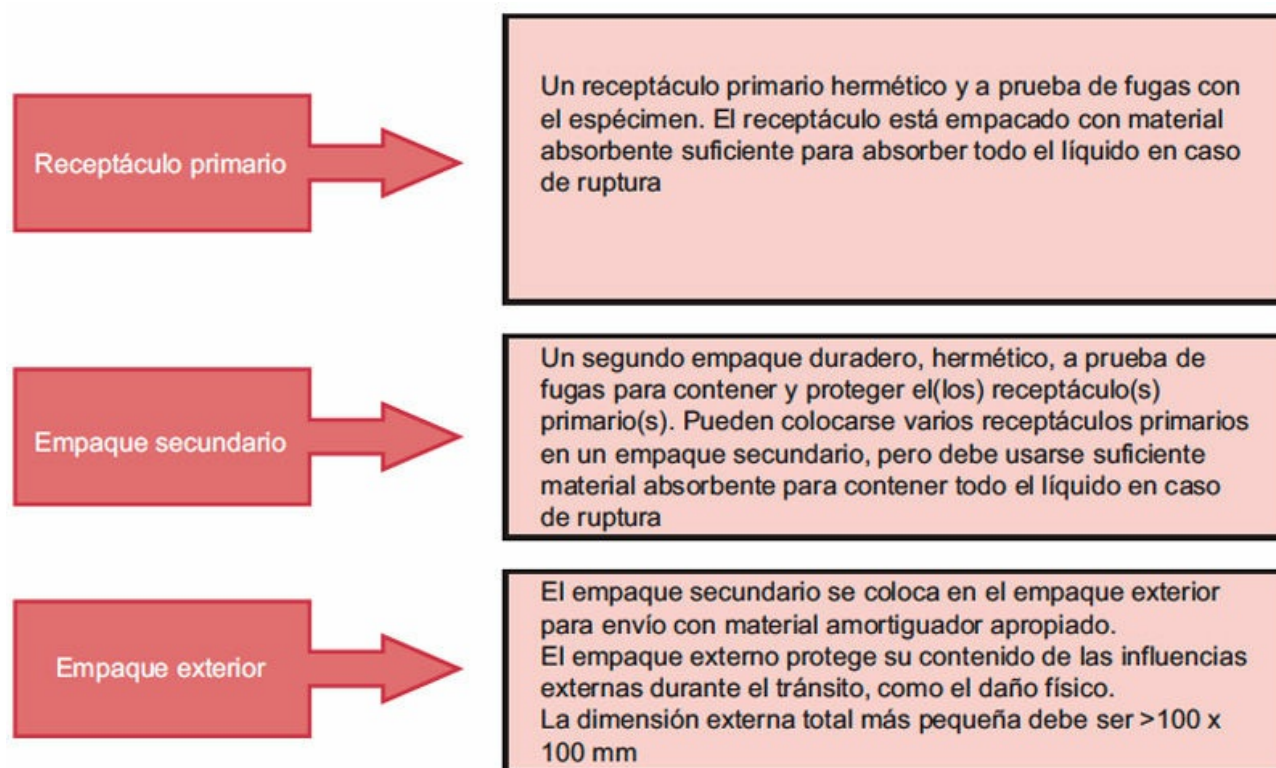 Receptáculo primario
Un receptáculo primario hermético y a prueba de fugas con
el espécimen. El receptáculo está empacado con material
absorbente suficiente para absorber todo el líquido en caso
de ruptura
Empaque secundario
Un segundo empaque duradero, hermético, a prueba de
fugas para contener y proteger el(los) receptáculo(s)
primario(s). Pueden colocarse varios receptáculos primarios
en un empaque secundario, pero debe usarse suficiente
material absorbente para contener todo el líquido en caso
de ruptura
Empaque exterior
El empaque secundario se coloca en el empaque exterior
para envío con material amortiguador apropiado.
El empaque externo protege su contenido de las influencias
externas durante el tránsito, como el daño físico.
La dimensión externa total más pequeña debe ser >100 x
100 mm